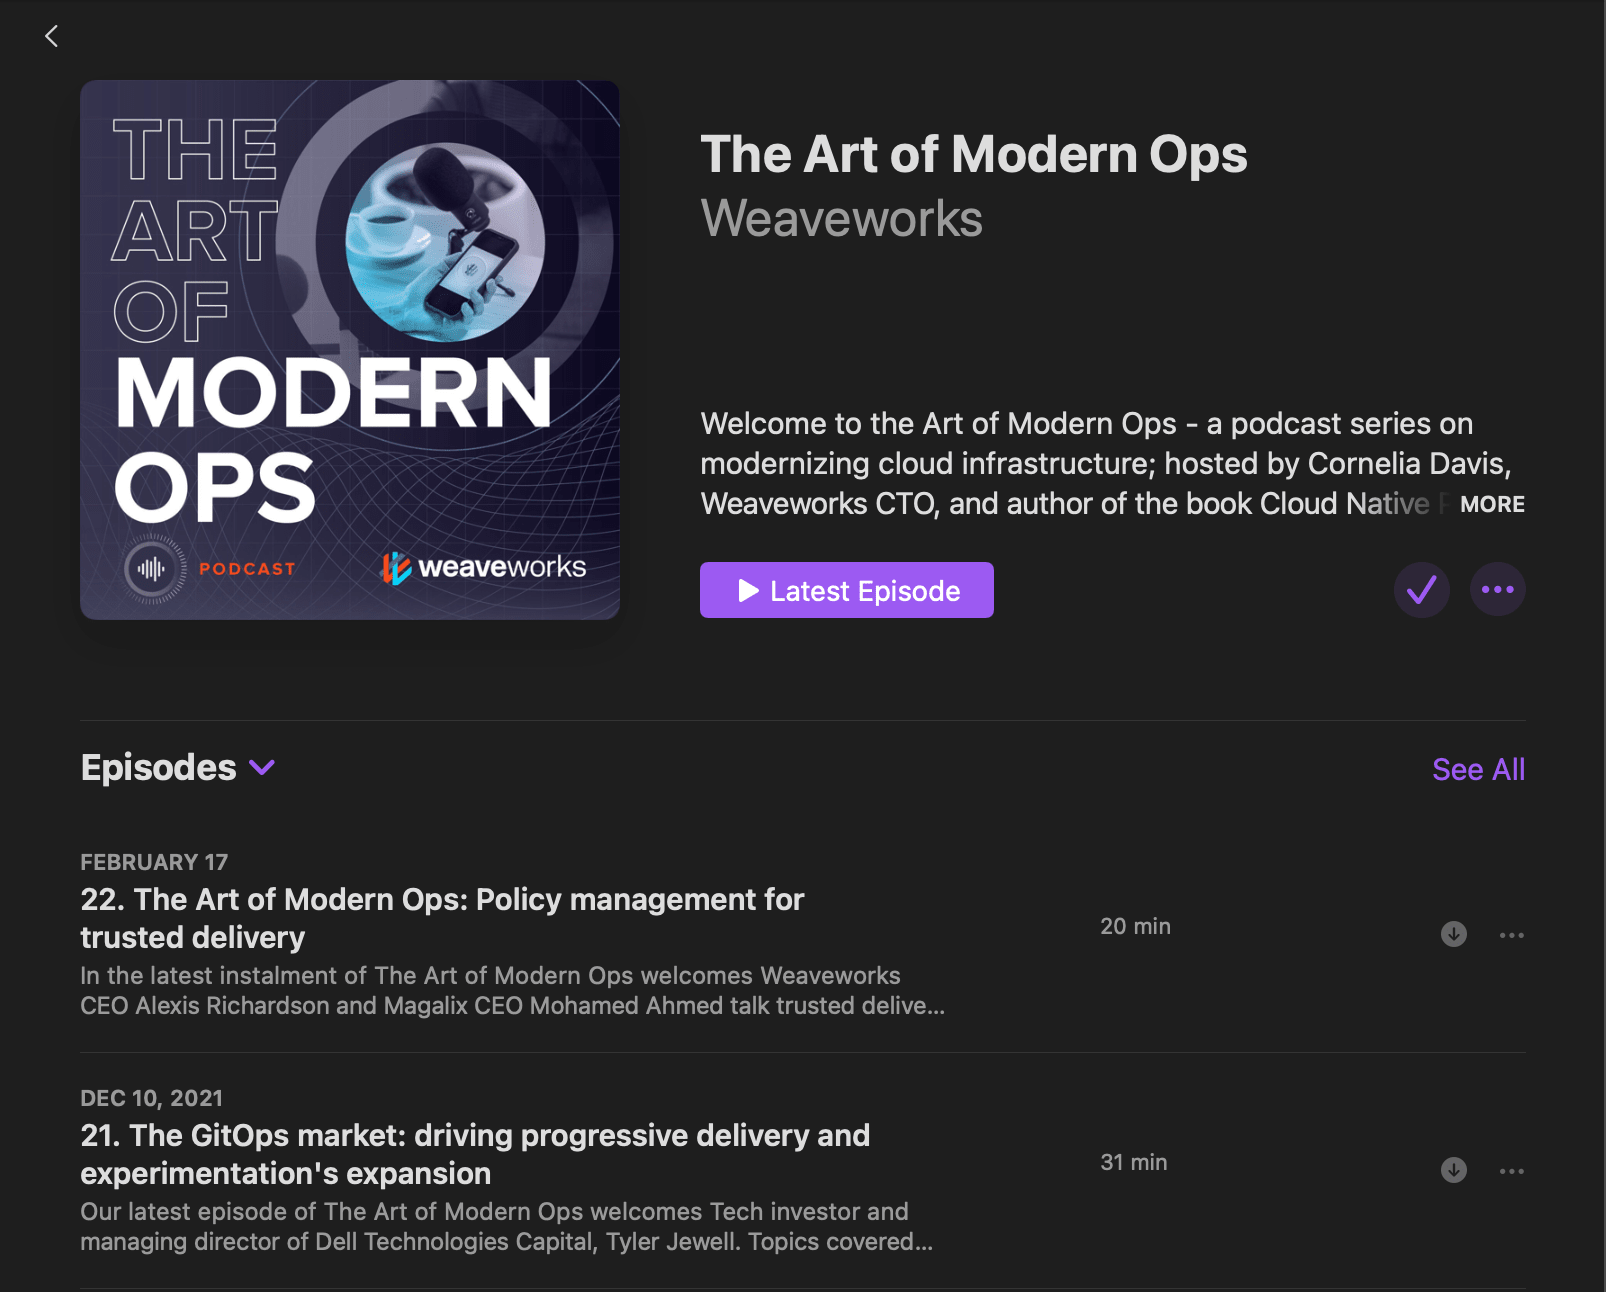 THE
ART
OF
MODERN
OPS
PODCAST
weaveworks
The Art of Modern Ops
Weaveworks
Welcome to the Art of Modern Ops - a podcast series on
modernizing cloud infrastructure; hosted by Cornelia Davis,
Weaveworks CTO, and author of the book Cloud Native MORE
Latest Episode
Episodes
See All
FEBRUARY 17
22. The Art of Modern Ops: Policy management for
trusted delivery
20 min
In the latest instalment of The Art of Modern Ops welcomes Weaveworks
CEO Alexis Richardson and Magalix CEO Mohamed Ahmed talk trusted delive...
DEC 10, 2021
21. The GitOps market: driving progressive delivery and
experimentation's expansion
31 min
Our latest episode of The Art of Modern Ops welcomes Tech investor and
managing director of Dell Technologies Capital, Tyler Jewell. Topics covered...